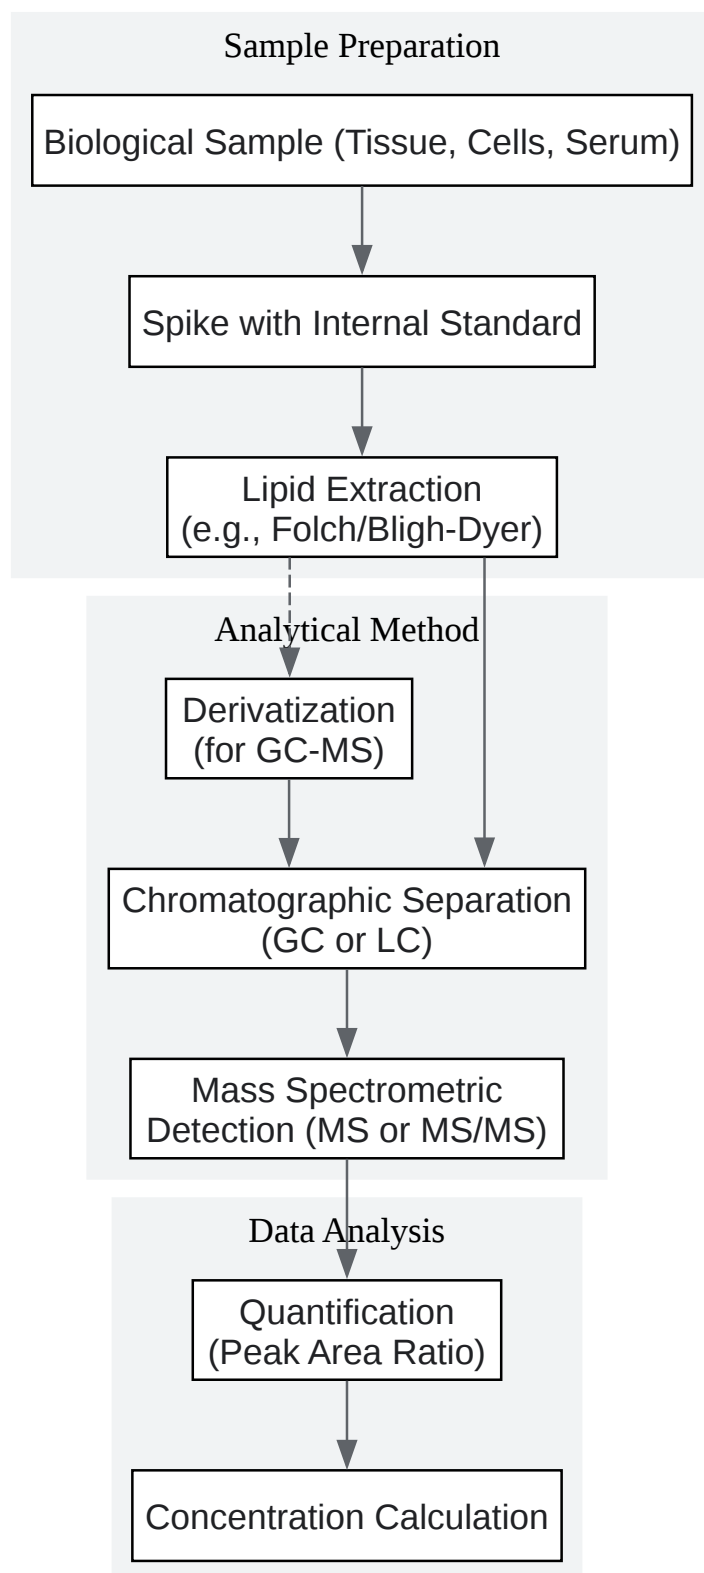 Sample Preparation
Biological Sample (Tissue, Cells, Serum)
Spike with Internal Standard
Lipid Extraction
(e.g., Folch/Bligh-Dyer)
Analytical Method
Derivatization
(for GC-MS)
Chromatographic Separation
(GC or LC)
Mass Spectrometric
Detection (MS or MS/MS)
Data Analysis
Quantification
(Peak Area Ratio)
Concentration Calculation